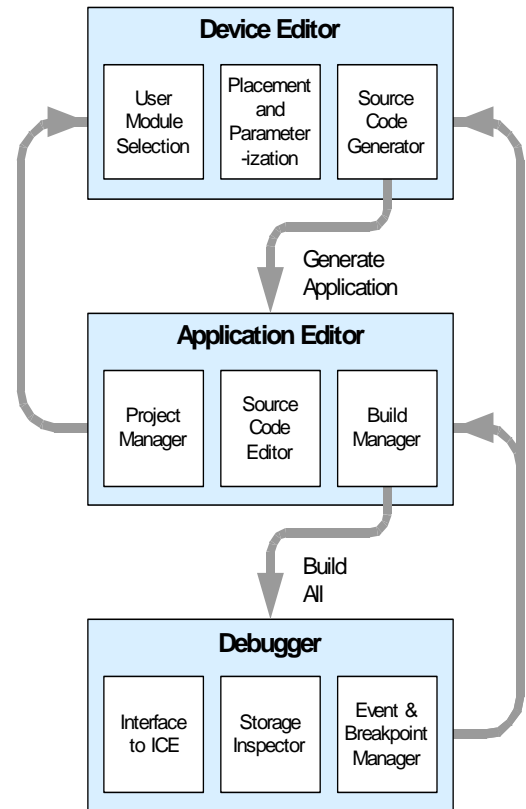 Device Editor
User
Module
Selection
Placement
and
Parameter
-ization
Source
Code
Generator
Generate
Application
Application Editor
Project
Manager
Source
Code
Editor
Build
Manager
Build
All
Debugger
Interface
to ICE
Storage
Inspector
Event &
Breakpoint
Manager